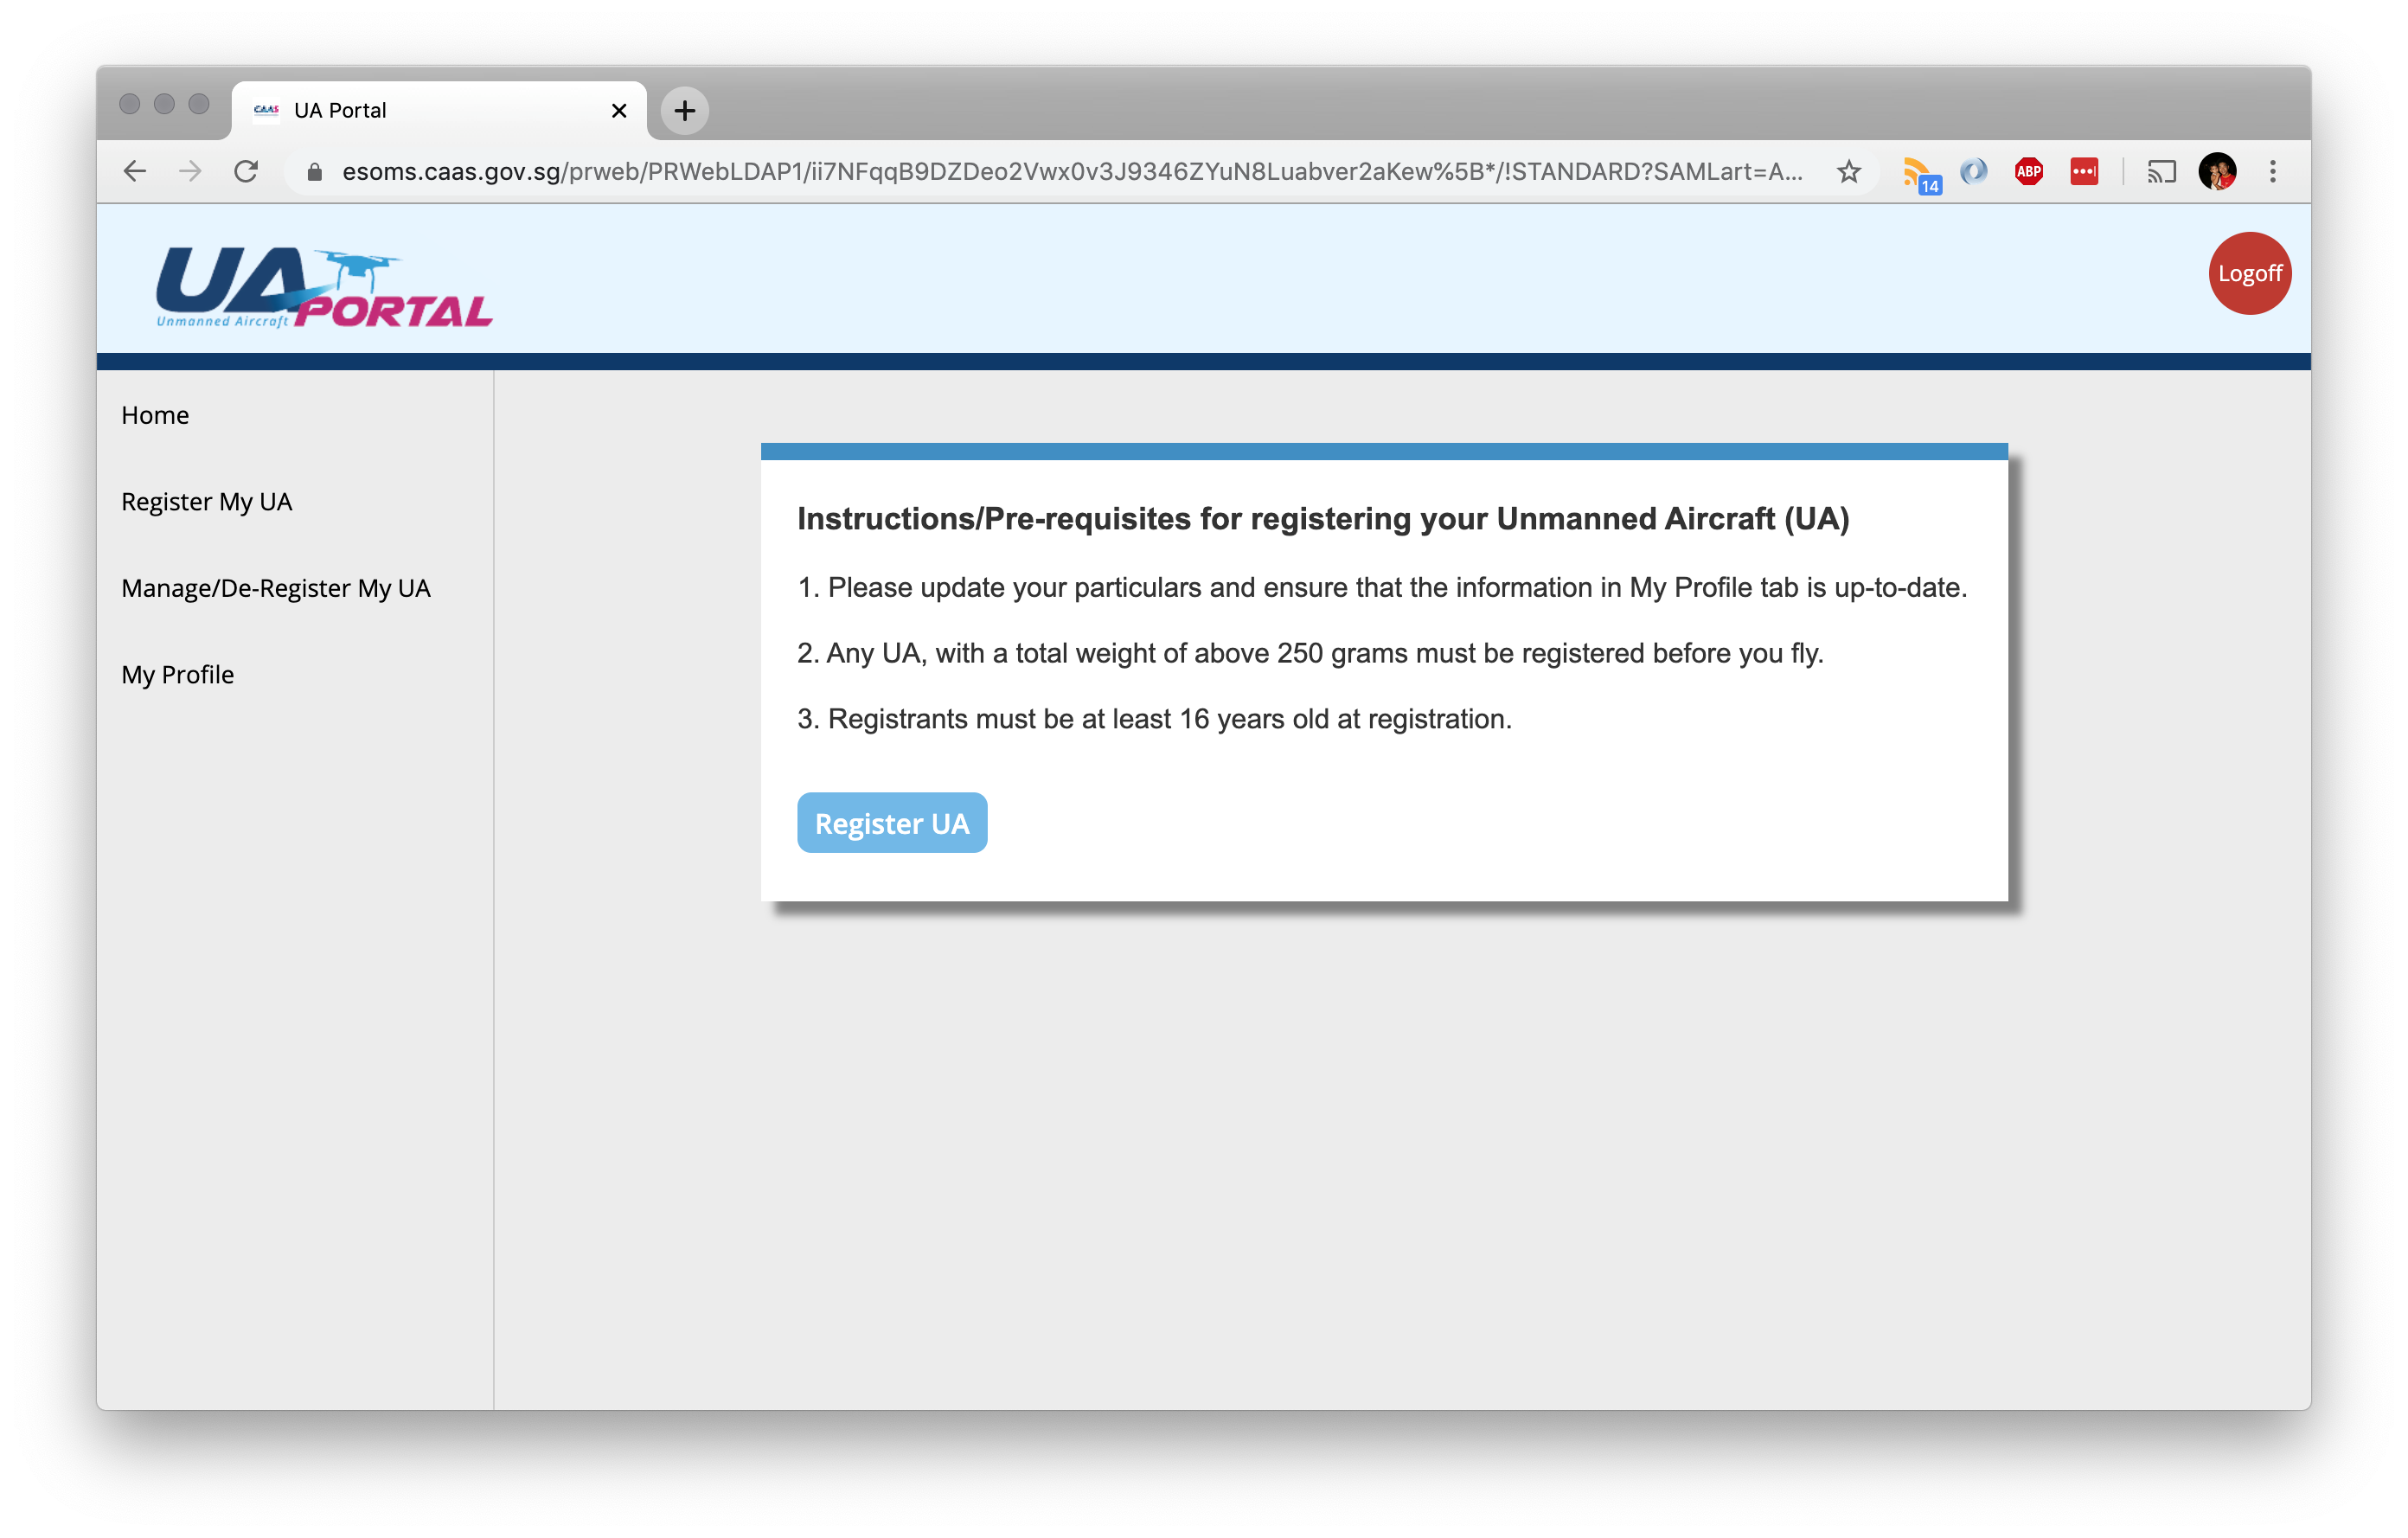 CAAS UA Portal
esoms.caas.gov.sg/prweb/PRWebLDAP1/ii7NFqqB9DZDeo2Vwx0v3J9346ZYuN8Luabver2aKew%5B*/!STANDARD?SAMLart=A...
14
ABP
UA PORTAL
Unmanned Aircraft
Logoff
Home
Register My UA
Manage/De-Register My UA
My Profile
Instructions/Pre-requisites for registering your Unmanned Aircraft (UA)
1. Please update your particulars and ensure that the information in My Profile tab is up-to-date.
2. Any UA, with a total weight of above 250 grams must be registered before you fly.
3. Registrants must be at least 16 years old at registration.
Register UA